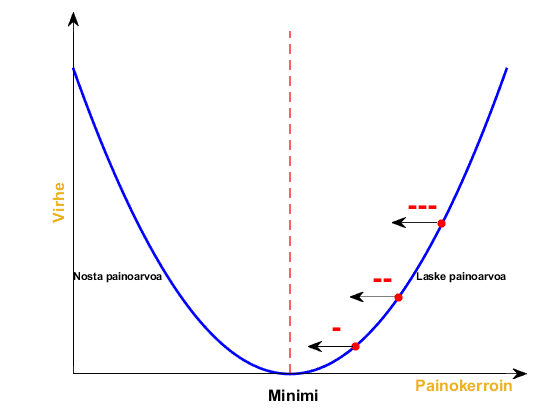 Virhe
---
--
-
Nosta painoarvoa
Laske painoarvoa
Painokerroin
Minimi